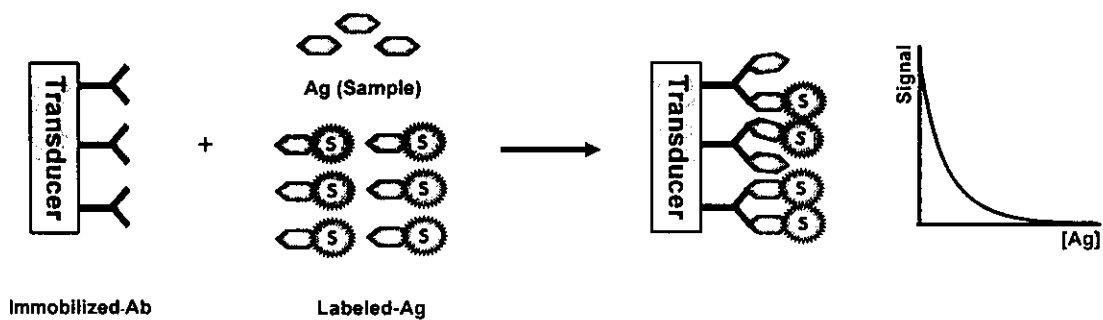 Transducer
+
Ag (Sample)
S S
S S
S S
Transducer
S
S
S
S
Signal
[Ag]
Immobilized-Ab
Labeled-Ag